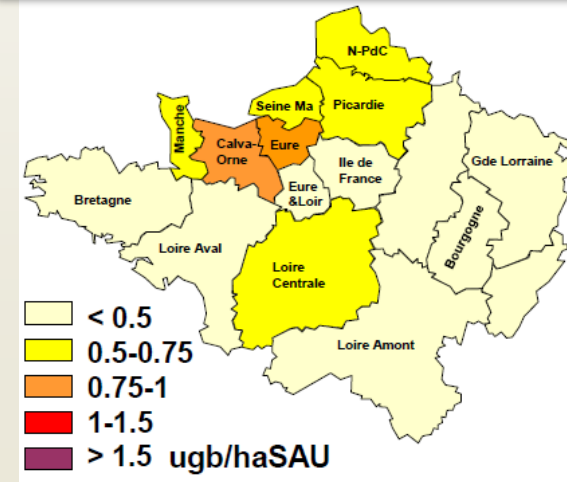 N-PdC
Seine Ma
Picardie
Manche
Calva-
Orne
Eure
Ile de
France
Gde Lorraine
Eure
&Loir
Bretagne
Bourgogne
Loire Aval
Loire
Centrale
Loire Amont
< 0.5
0.5-0.75
0.75-1
1-1.5
> 1.5 ugb/haSAU